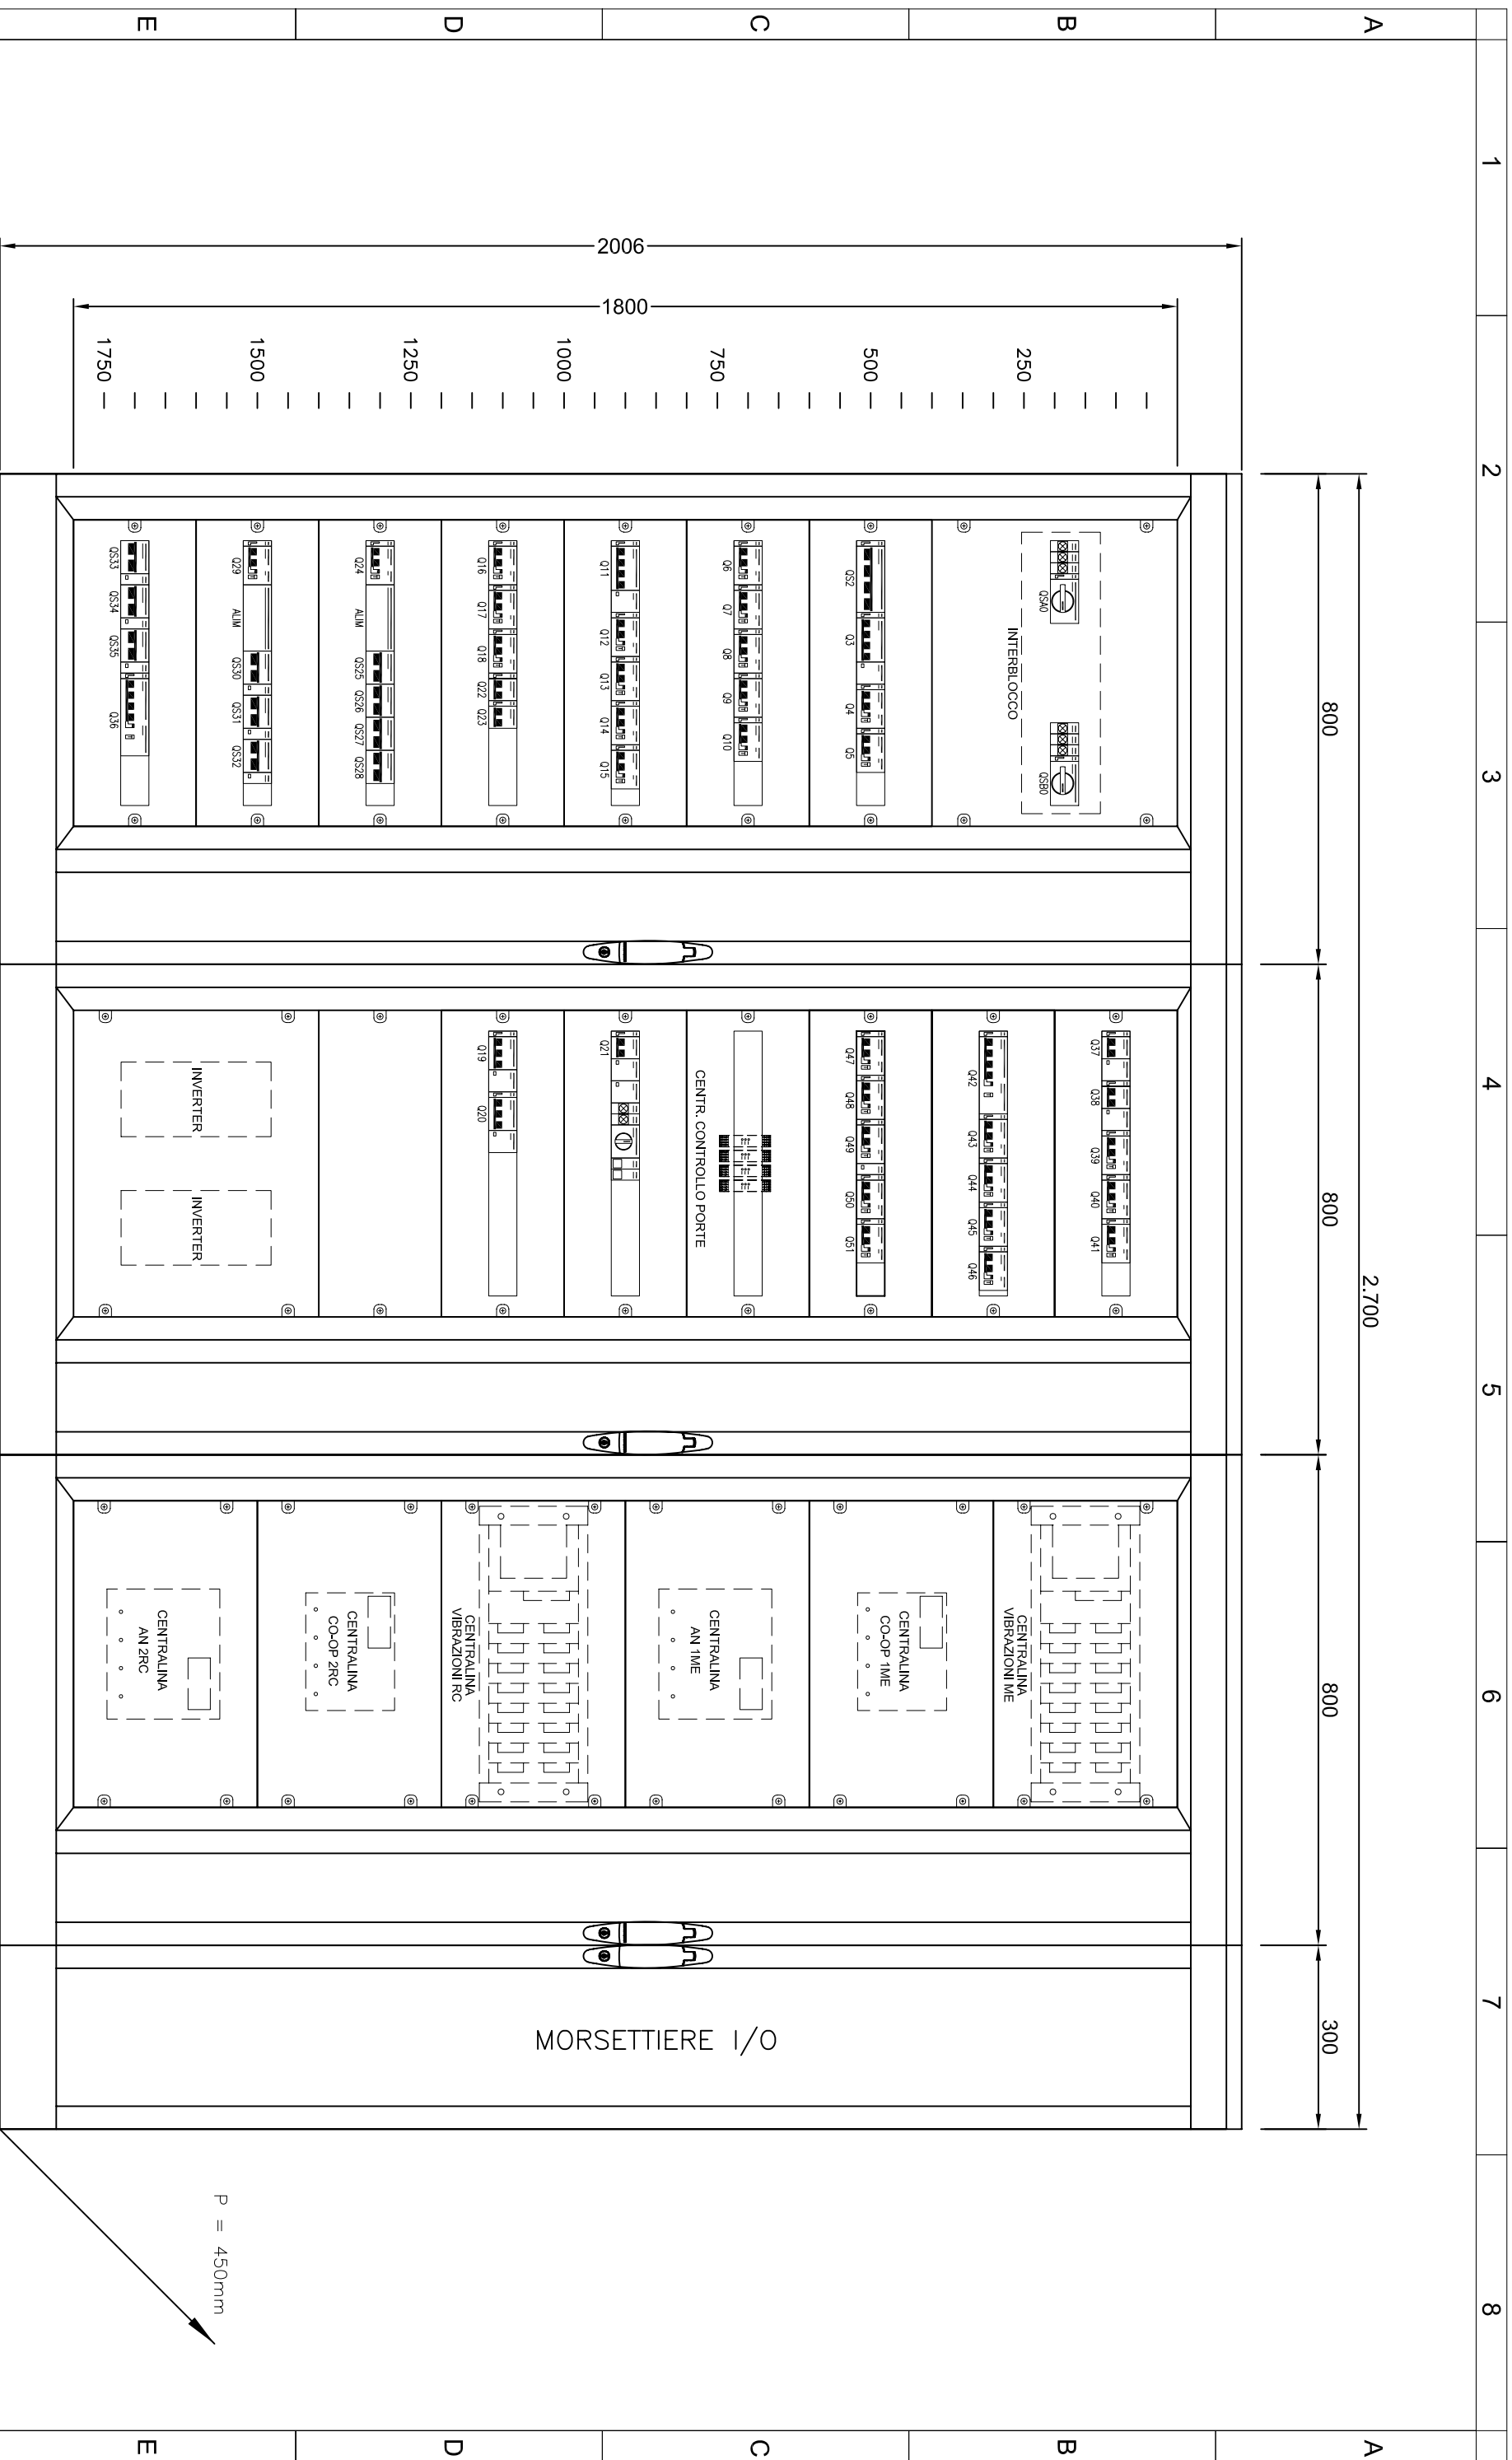 1
2
3
4
5
6
7
8
A
B
C
D
E
A
B
C
D
E
2.700
800
800
800
300
2006
1800
250
500
750
1000
1250
1500
1750
QSA0
QSB0
INTERBLOCCO
QS2
Q3
Q4
Q5
Q6
Q7
Q8
Q9
Q10
Q11
Q12
Q13
Q14
Q15
Q16
Q17
Q18
Q22
Q23
Q24
ALIM
QS25
QS26
QS27
QS28
Q29
ALIM
QS30
QS31
QS32
QS33
QS34
QS35
Q36
Q37
Q38
Q39
Q40
Q41
Q42
Q43
Q44
Q45
Q46
Q47
Q48
Q49
Q50
Q51
CENTR. CONTROLLO PORTE
Q21
Q19
Q20
INVERTER
INVERTER
CENTRALINA
VIBRAZIONI ME
CENTRALINA
CO-OP 1ME
CENTRALINA
AN 1ME
CENTRALINA
VIBRAZIONI RC
CENTRALINA
CO-OP 2RC
CENTRALINA
AN 2RC
MORSETTIERE I/O
P = 450mm